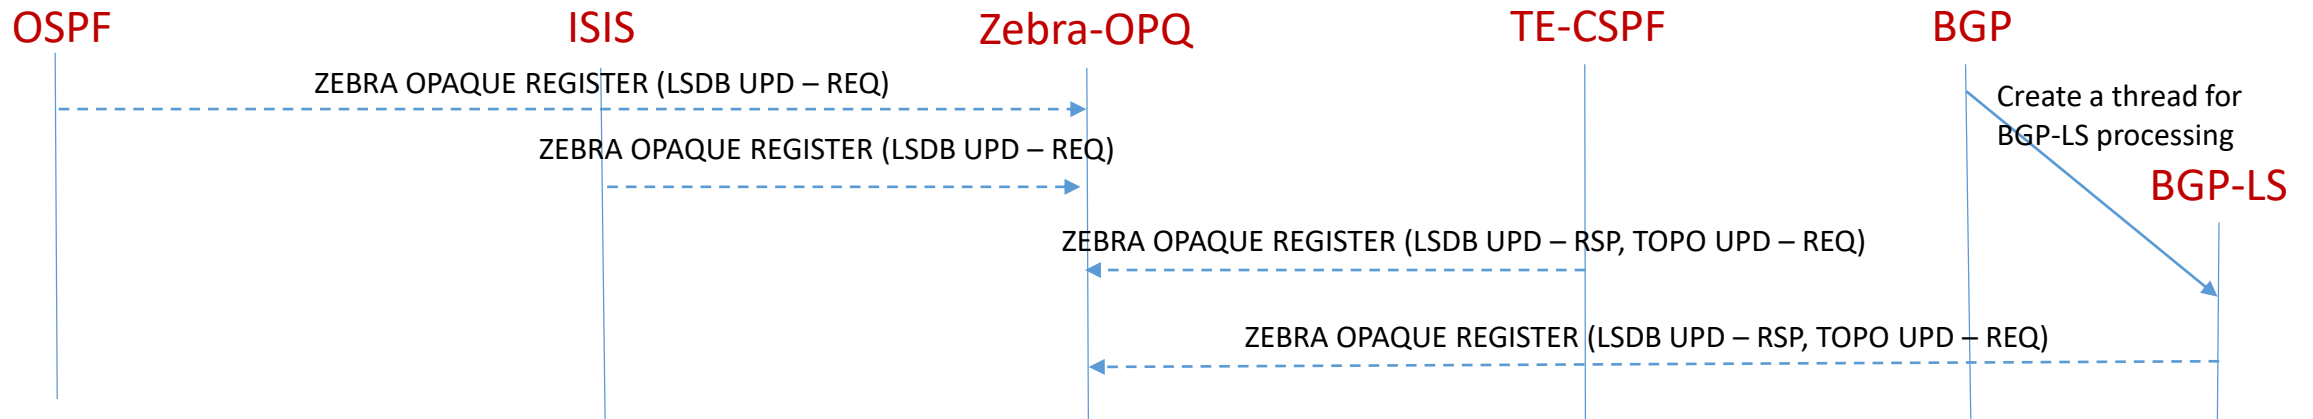 OSPF
ISIS
Zebra-OPQ
TE-CSPF
BGP
ZEBRA OPAQUE REGISTER (LSDB UPD – REQ)
Create a thread for
BGP-LS processing
ZEBRA OPAQUE REGISTER (LSDB UPD – REQ)
BGP-LS
ZEBRA OPAQUE REGISTER (LSDB UPD – RSP, TOPO UPD – REQ)
ZEBRA OPAQUE REGISTER (LSDB UPD – RSP, TOPO UPD – REQ)